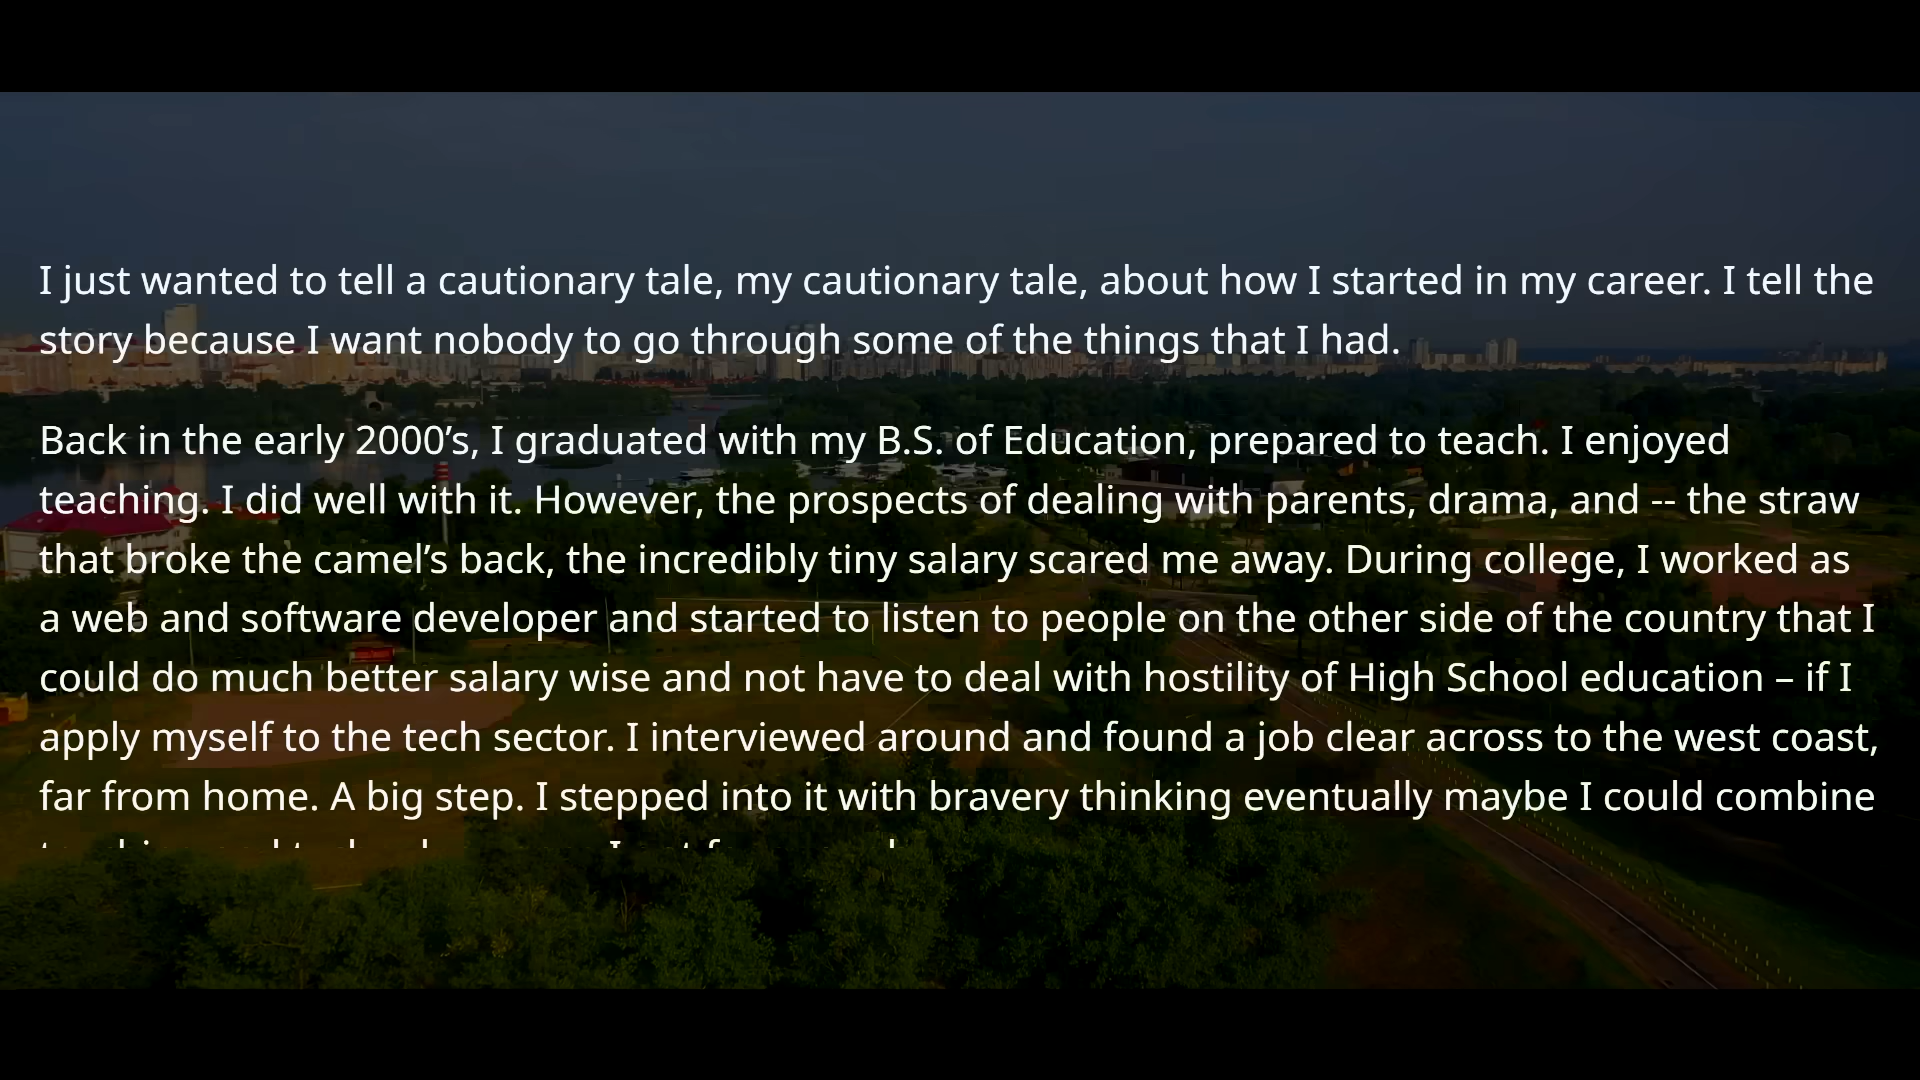 I just wanted to tell a cautionary tale, my cautionary tale, about how I started in my career. I tell the
story because I want nobody to go through some of the things that I had.
Back in the early 2000’s, I graduated with my B.S. of Education, prepared to teach. I enjoyed
teaching. I did well with it. However, the prospects of dealing with parents, drama, and -- the straw
that broke the camel’s back, the incredibly tiny salary scared me away. During college, I worked as
a web and software developer and started to listen to people on the other side of the country that I
could do much better salary wise and not have to deal with hostility of High School education – if I
apply myself to the tech sector. I interviewed around and found a job clear across to the west coast,
far from home. A big step. I stepped into it with bravery thinking eventually maybe I could combine